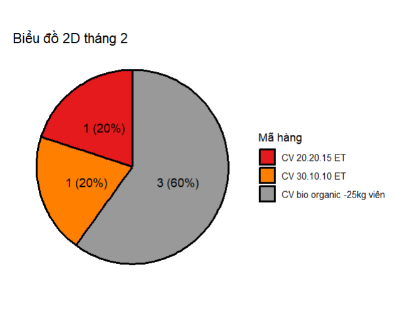 Biểu đồ 2D tháng 2
1 (20%)
1 (20%)
3 (60%)
Mã hàng
CV 20.20.15 ET
CV 30.10.10 ET
CV bio organic -25kg viên